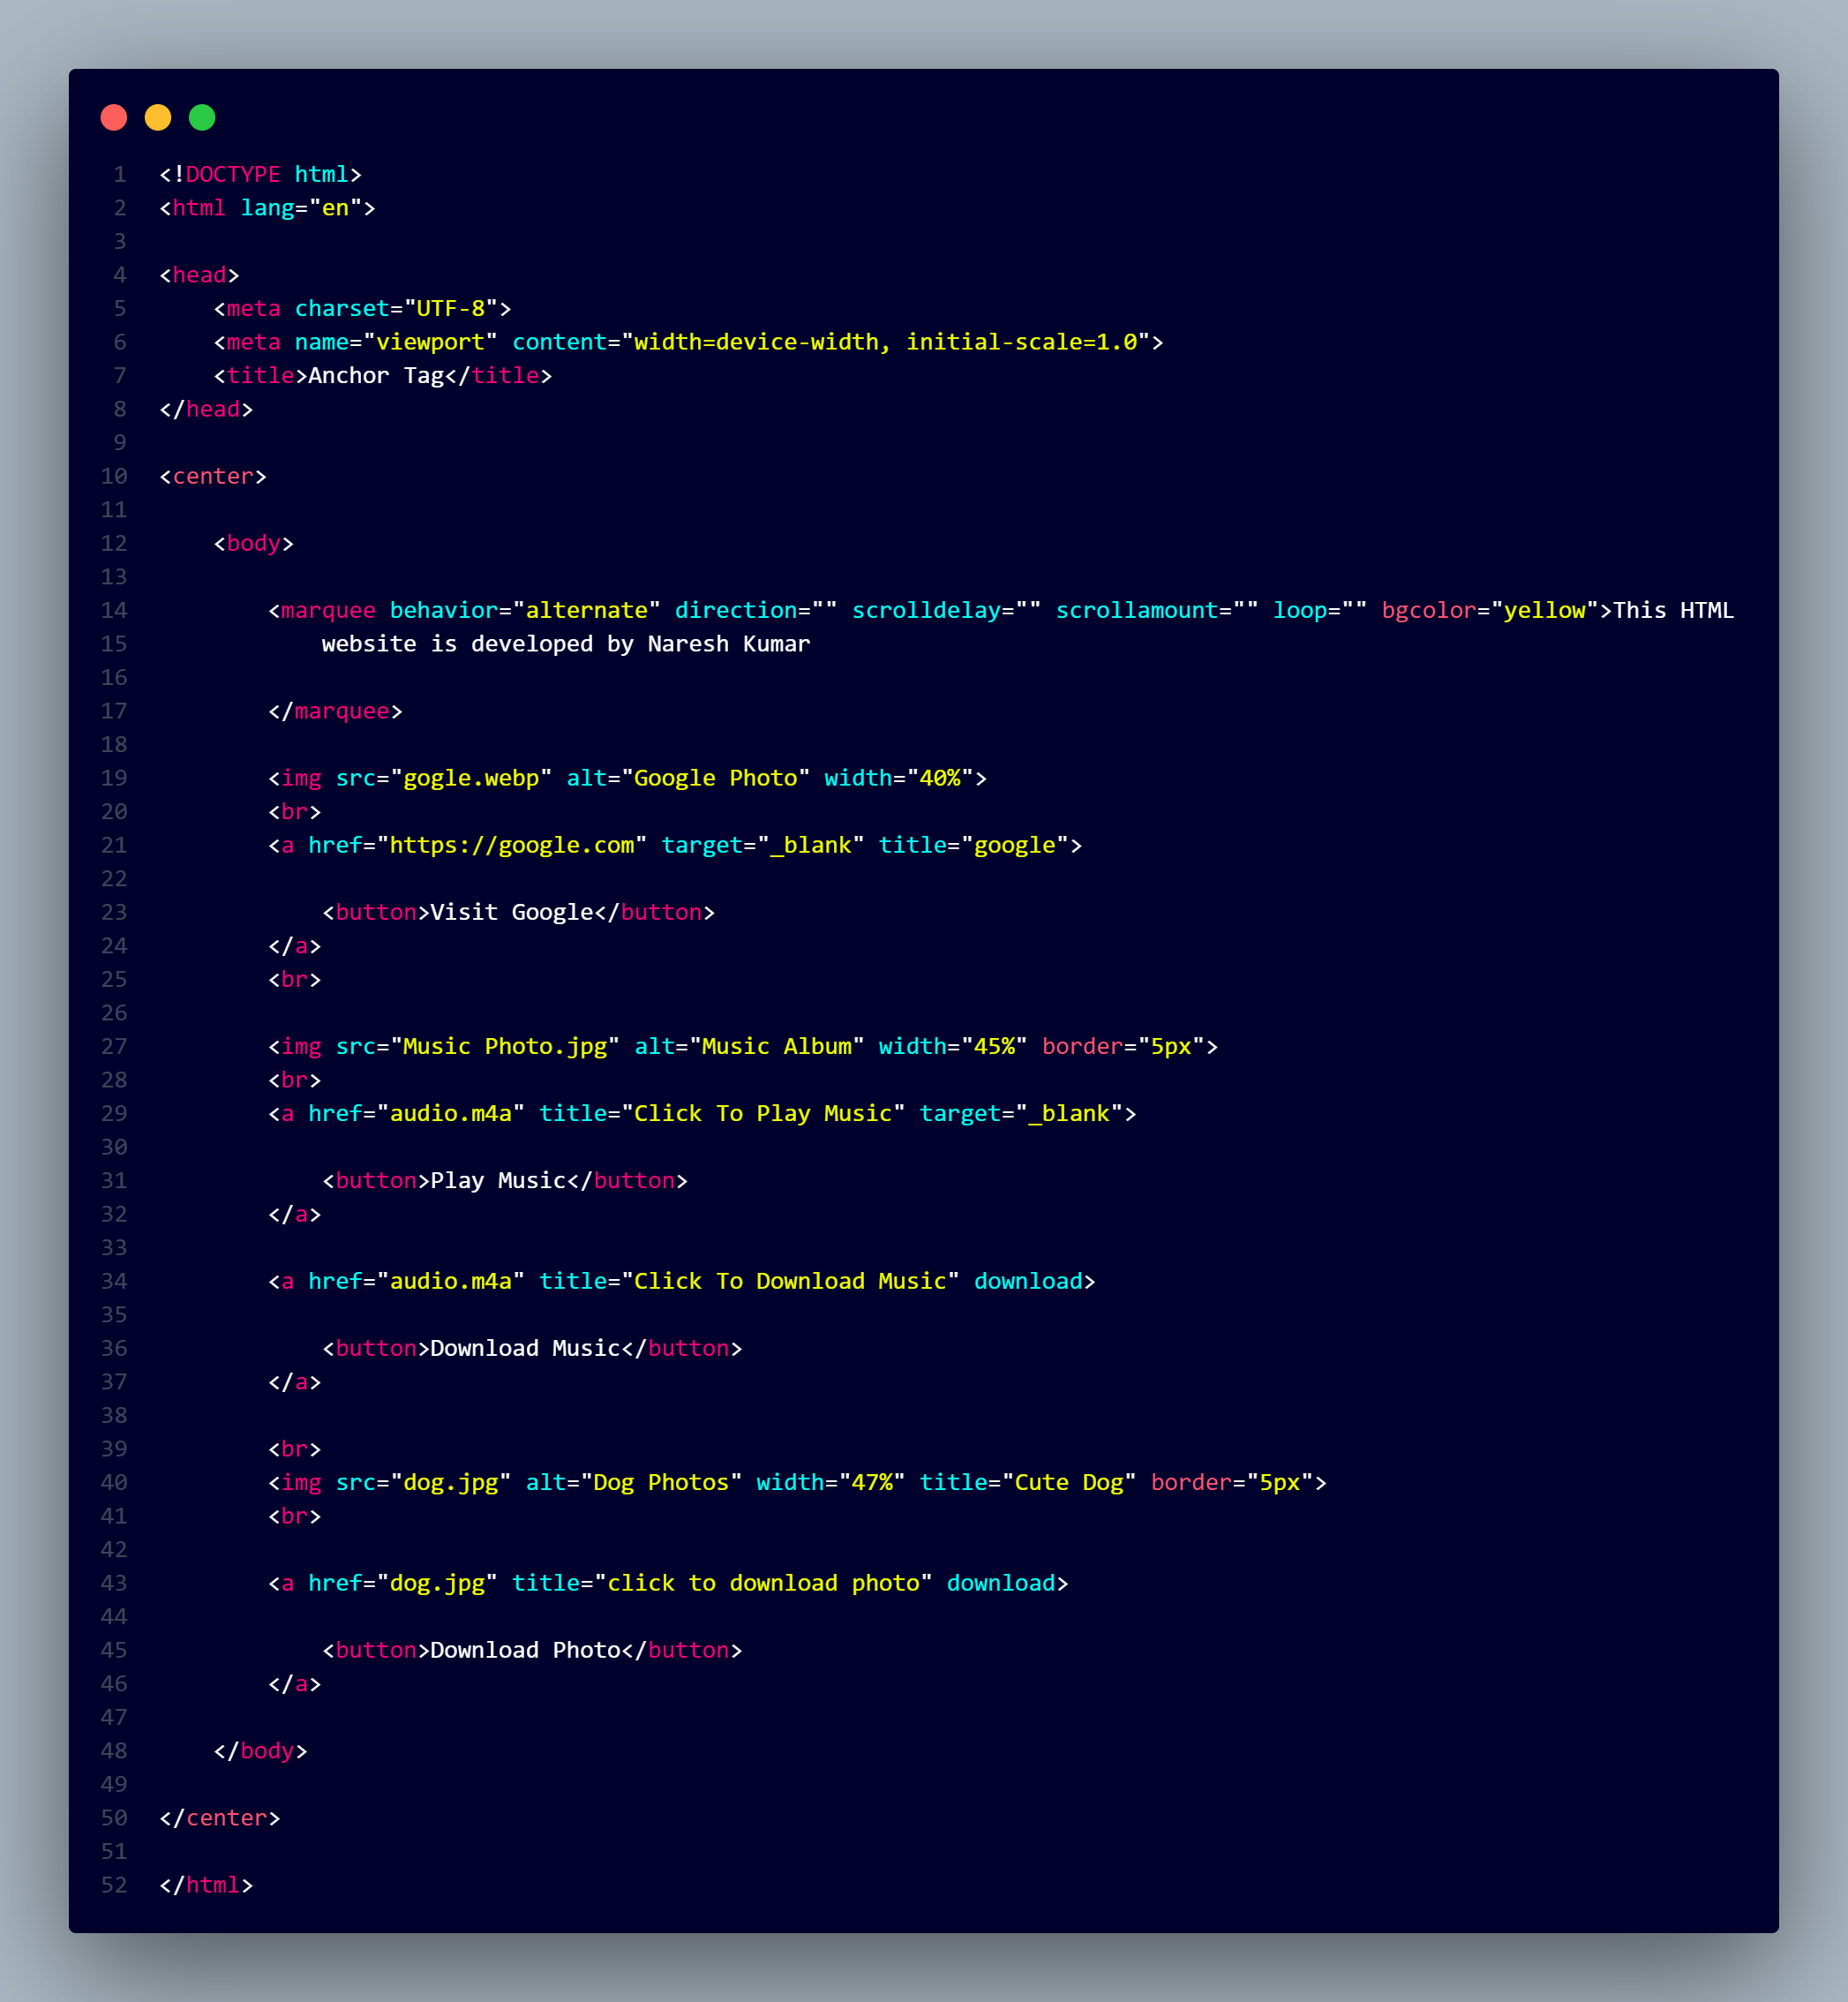 1 <!DOCTYPE html>
2 <html lang="en">
3
4 <head>
5     <meta charset="UTF-8">
6     <meta name="viewport" content="width=device-width, initial-scale=1.0">
7     <title>Anchor Tag</title>
8 </head>
9
10 <center>
11
12     <body>
13
14         <marquee behavior="alternate" direction="" scrolldelay="" scrollamount="" loop="" bgcolor="yellow">This HTML
15             website is developed by Naresh Kumar
16
17         </marquee>
18
19         <img src="gogle.webp" alt="Google Photo" width="40%">
20         <br>
21         <a href="https://google.com" target="_blank" title="google">
22
23             <button>Visit Google</button>
24         </a>
25         <br>
26
27         <img src="Music Photo.jpg" alt="Music Album" width="45%" border="5px">
28         <br>
29         <a href="audio.m4a" title="Click To Play Music" target="_blank">
30
31             <button>Play Music</button>
32         </a>
33
34         <a href="audio.m4a" title="Click To Download Music" download>
35
36             <button>Download Music</button>
37         </a>
38
39         <br>
40         <img src="dog.jpg" alt="Dog Photos" width="47%" title="Cute Dog" border="5px">
41         <br>
42
43         <a href="dog.jpg" title="click to download photo" download>
44
45             <button>Download Photo</button>
46         </a>
47
48     </body>
49
50 </center>
51
52 </html>